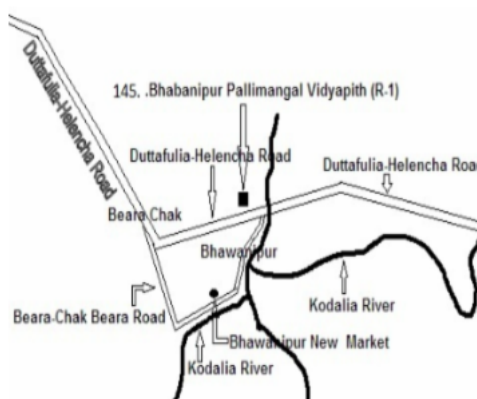 Duttafulia-Helencha Road
145. .Bhabanipur Pallimangal Vidyapith (R-1)
Duttafulia-Helencha Road
Duttafulia-Helencha Road
Beara Chak
Bhawanipur
Beara-Chak Beara Road
Kodalia River
Bhawanipur New Market
Kodalia River